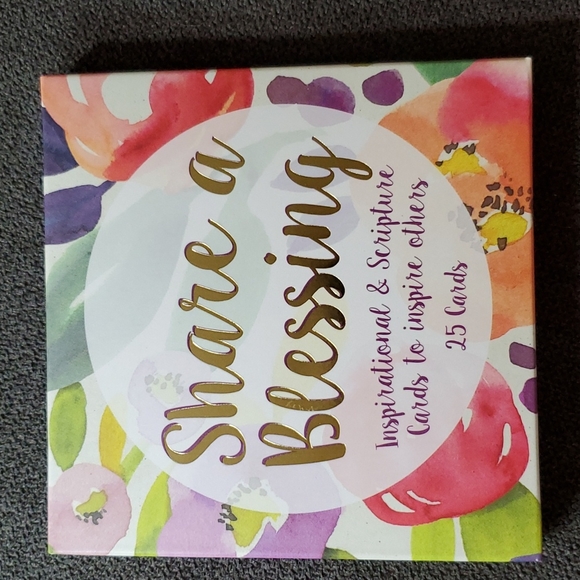 Share a
Blessing
Inspirational & Scripture
Cards to inspire others
25 Cards